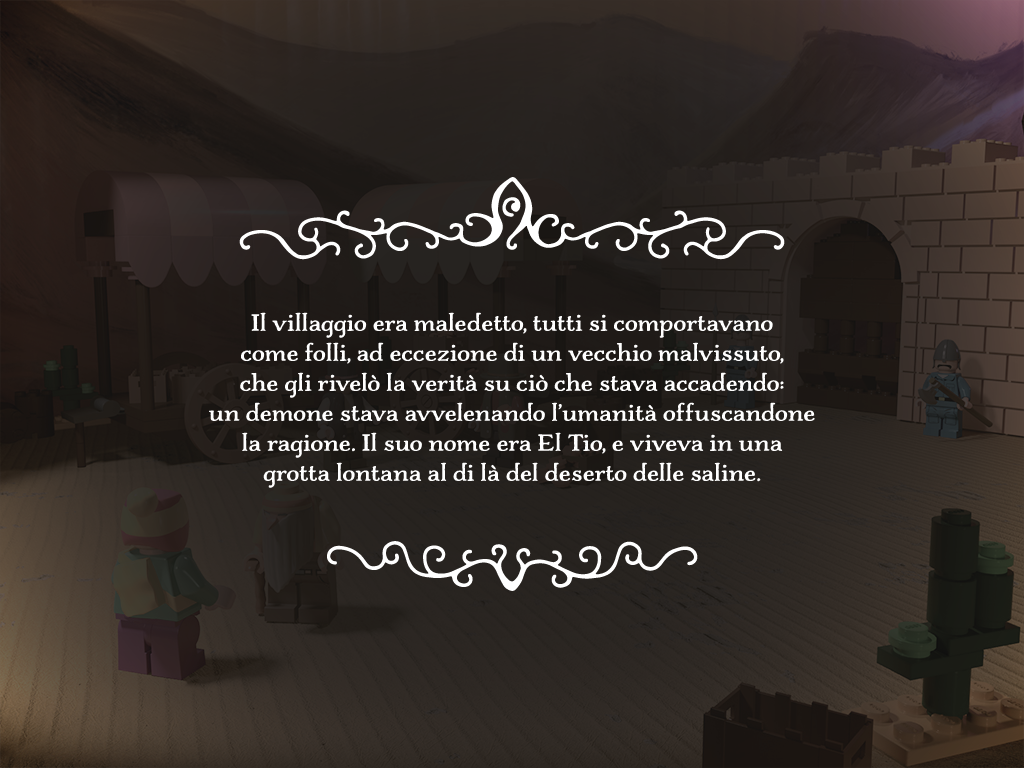 Il villaggio era maledetto, tutti si comportavano
come folli, ad eccezione di un vecchio malvissuto,
che gli rivelò la verità su ciò che stava accadendo:
un demone stava avvelenando l'umanità offuscandone
la ragione. Il suo nome era El Tio, e viveva in una
grotta lontana al di là del deserto delle saline.